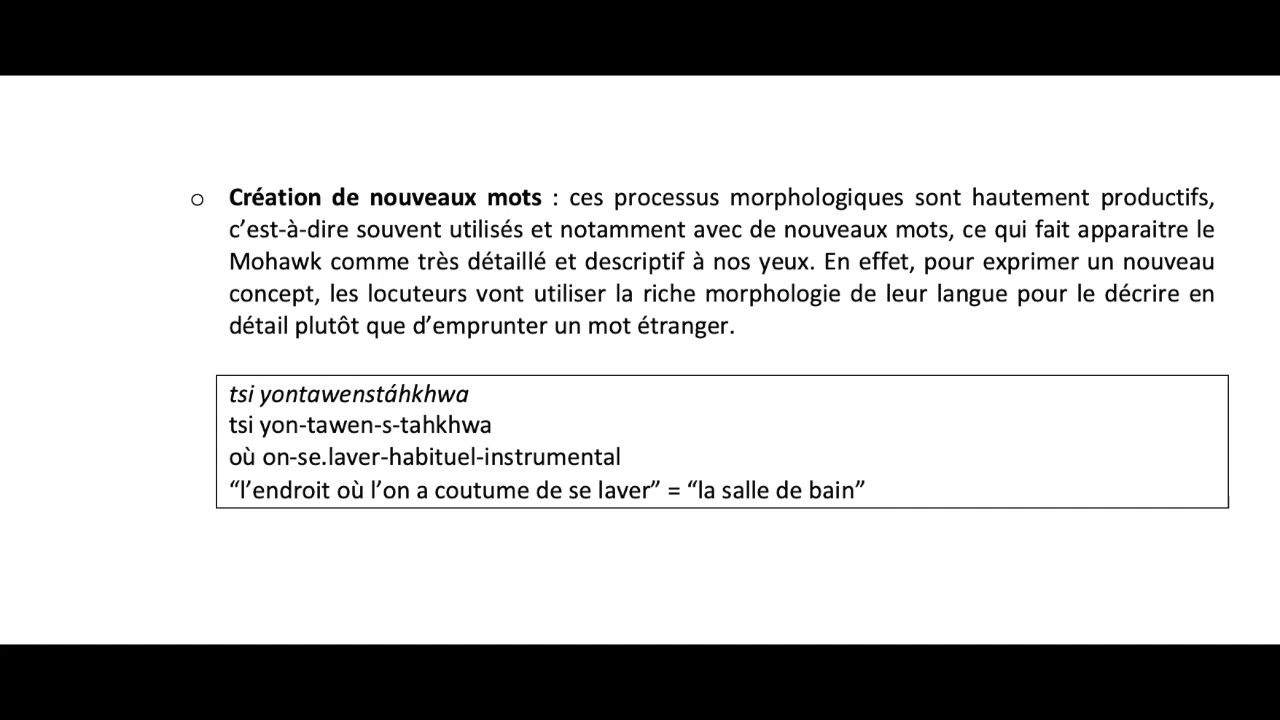 o Création de nouveaux mots : ces processus morphologiques sont hautement productifs,
c’est-à-dire souvent utilisés et notamment avec de nouveaux mots, ce qui fait apparaitre le
Mohawk comme très détaillé et descriptif à nos yeux. En effet, pour exprimer un nouveau
concept, les locuteurs vont utiliser la riche morphologie de leur langue pour le décrire en
détail plutôt que d’emprunter un mot étranger.
tsi yontawenstáhkhwa
tsi yon-tawen-s-tahkhwa
où on-se.laver-habituel-instrumental
“l’endroit où l’on a coutume de se laver” = “la salle de bain”